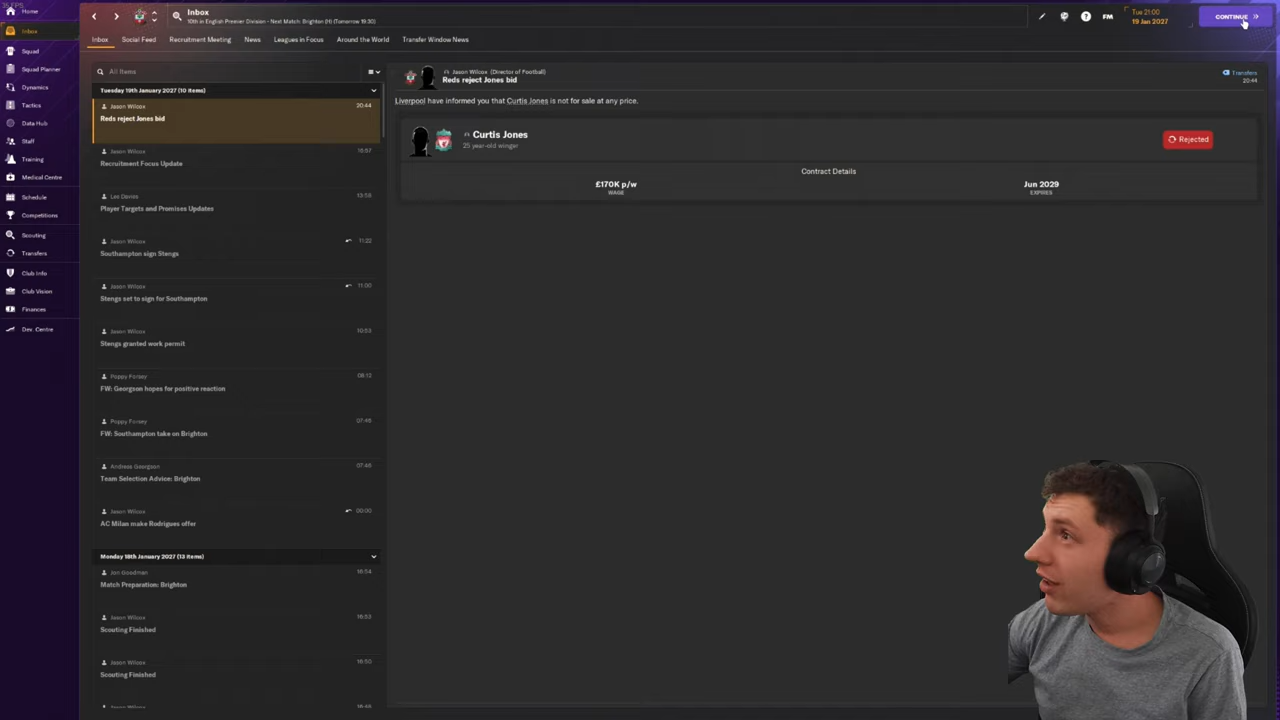 Home
Inbox
Squad
Squad Planner
Dynamics
Tactics
Data Hub
Staff
Training
Medical Centre
Schedule
Competitions
Scouting
Transfers
Club Info
Club Vision
Finances
Dev. Centre
Inbox
10th in English Premier Division - Next Match: Brighton (H) (Tomorrow 19:30)
FM
Tue 21:00
19 Jan 2027
CONTINUE
Inbox
Social Feed
Recruitment Meeting
News
Leagues in Focus
Around the World
Transfer Window News
All Items
Tuesday 19th January 2027 (10 Items)
Jason Wilcox
20:44
Reds reject Jones bid
Jason Wilcox
Recruitment Focus Update
Lee Davies
13:58
Player Targets and Promises Updates
Jason Wilcox
11:22
Southampton sign Stengs
Jason Wilcox
11:00
Stengs set to sign for Southampton
Jason Wilcox
10:53
Stengs granted work permit
Poppy Forsey
08:12
FW: Georgson hopes for positive reaction
Poppy Forsey
07:46
FW: Southampton take on Brighton
Andreas Georgson
07:46
Team Selection Advice: Brighton
Jason Wilcox
00:00
AC Milan make Rodrigues offer
Monday 18th January 2027 (13 Items)
Jon Goodman
16:54
Match Preparation: Brighton
Jason Wilcox
16:53
Scouting Finished
Jason Wilcox
16:50
Scouting Finished
Jason Wilcox (Director of Football)
Reds reject Jones bid
Transfers
20:44
Liverpool have informed you that Curtis Jones is not for sale at any price.
Curtis Jones
25 year-old winger
Rejected
Contract Details
£170K p/w
WAGE
Jun 2029
EXPIRES